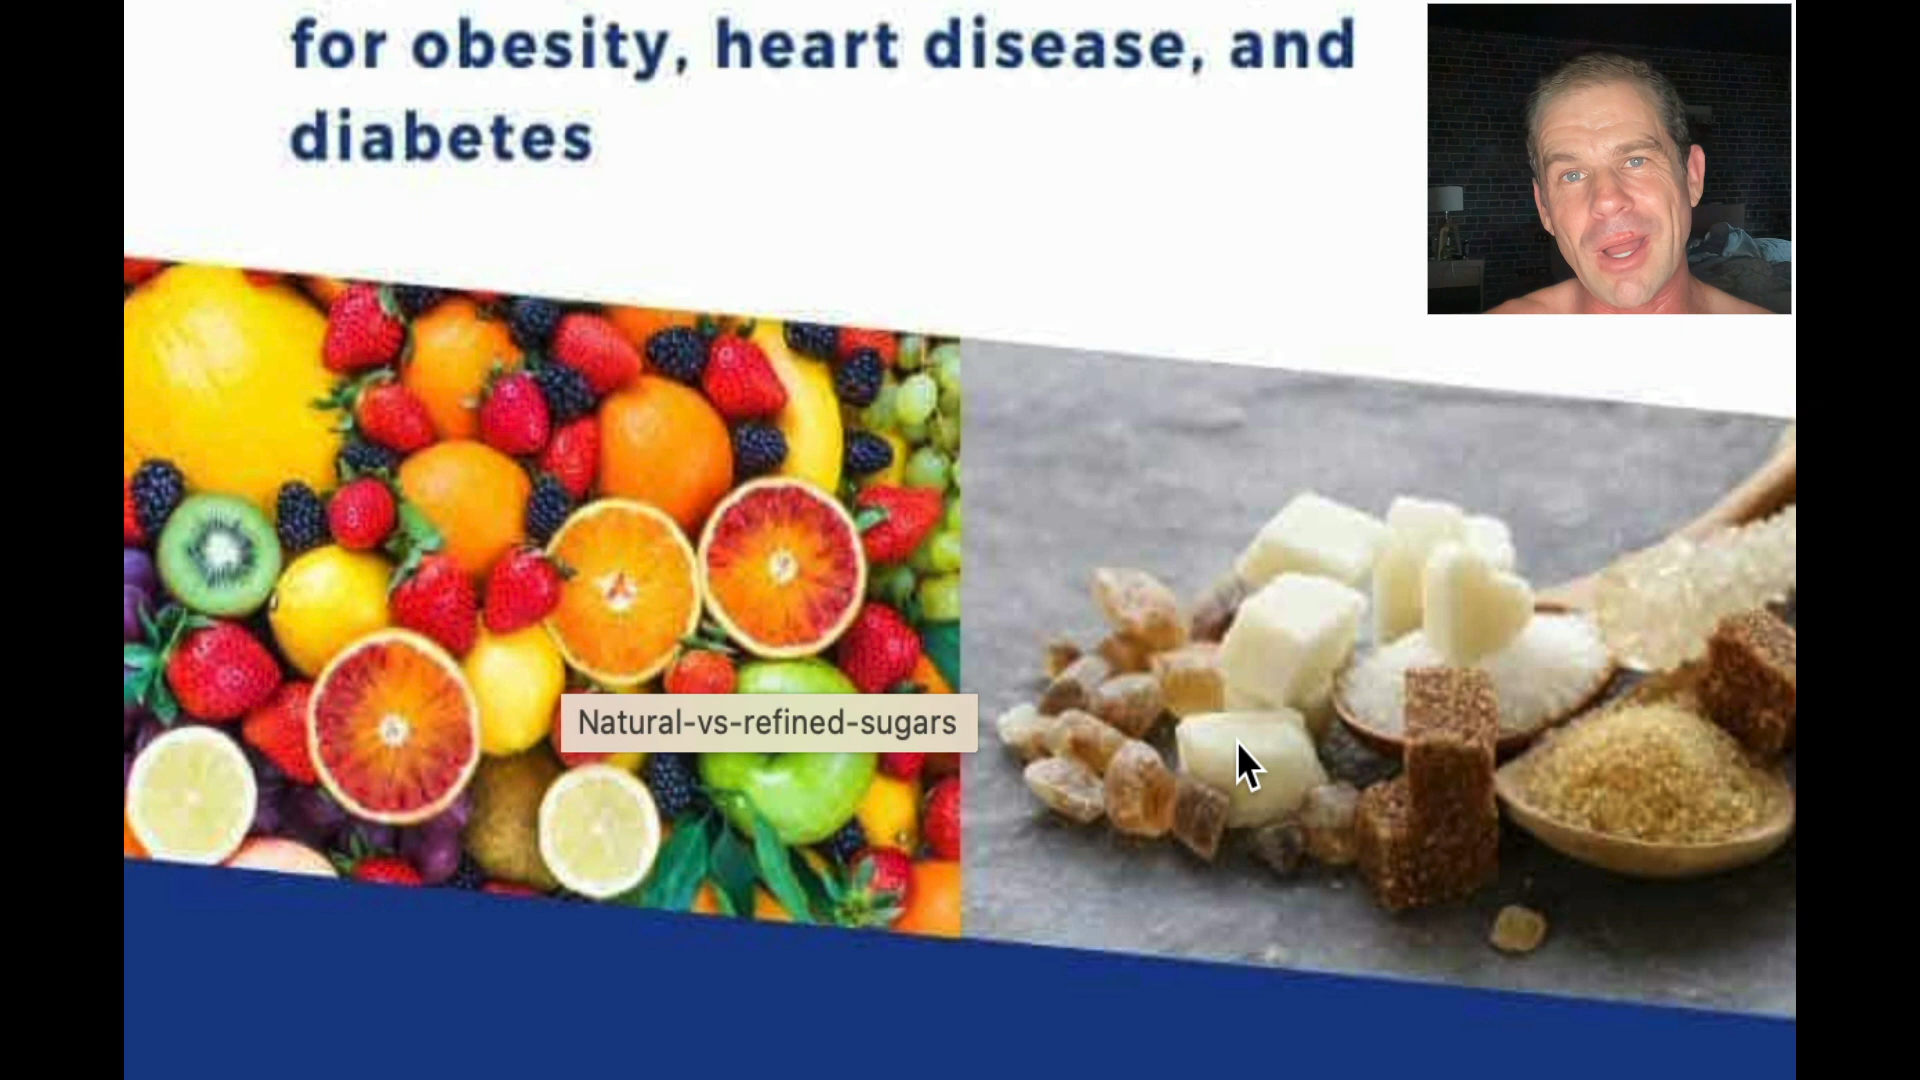 for obesity, heart disease, and
diabetes
Natural-vs-refined-sugars